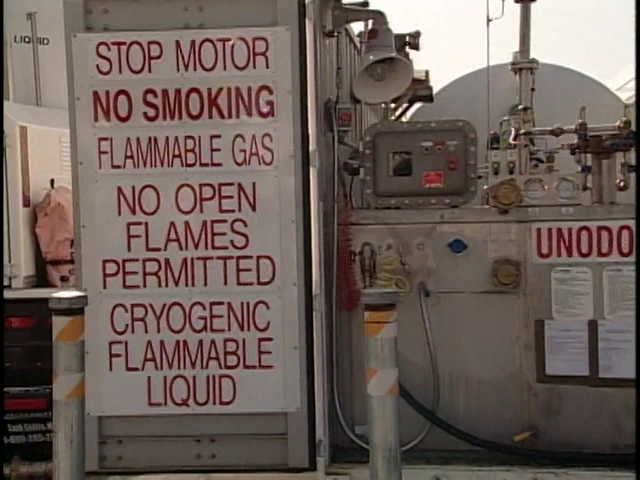 LIQUID
STOP MOTOR
NO SMOKING
FLAMMABLE GAS
NO OPEN
FLAMES
PERMITTED
CRYOGENIC
FLAMMABLE
LIQUID
UNODO